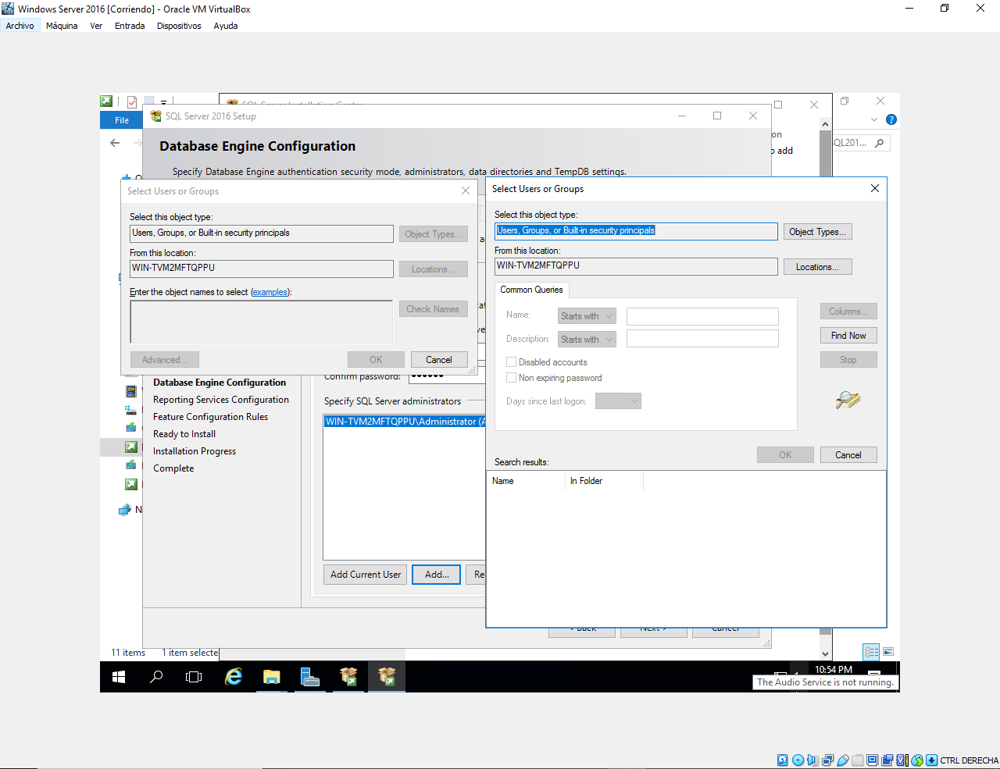 Windows Server 2016 [Corriendo] - Oracle VM VirtualBox
Archivo Máquina Ver Entrada Dispositivos Ayuda
SQL Server Installation Center
File
SQL Server 2016 Setup
Database Engine Configuration
Specify Database Engine authentication security mode, administrators, data directories and TempDB settings.
to add
QL201...
Select Users or Groups
Select this object type:
Users, Groups, or Built-in security principals
Object Types...
From this location:
WIN-TVM2MFTQPPU
Locations...
Enter the object names to select (examples):
Check Names
Advanced...
OK
Cancel
Select Users or Groups
Select this object type:
Users, Groups, or Built-in security principals
Object Types...
From this location:
WIN-TVM2MFTQPPU
Locations...
Common Queries
Name:
Starts with
Description:
Starts with
Disabled accounts
Non expiring password
Days since last logon:
Columns...
Find Now
Stop
OK
Cancel
Search results:
Name In Folder
Database Engine Configuration
Reporting Services Configuration
Feature Configuration Rules
Ready to Install
Installation Progress
Complete
Confirm password:
Specify SQL Server administrators
WIN-TVM2MFTQPPU\Administrator (A
Add Current User
Add...
Re
< Back
Next >
Cancel
11 items 1 item selecte
10:54 PM
The Audio Service is not running.
CTRL DERECHA